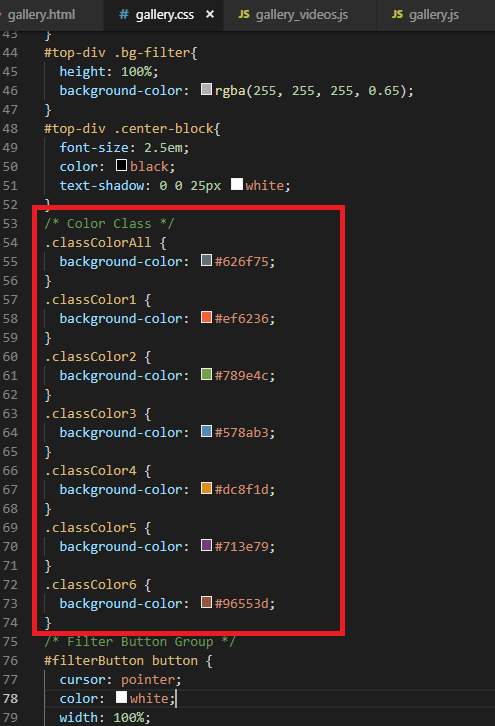 gallery.html # gallery.css × JS gallery_videos.js JS gallery.js
43 }
44 #top-div .bg-filter{
45 height: 100%;
46 background-color: rgba(255, 255, 255, 0.65);
47 }
48 #top-div .center-block{
49 font-size: 2.5em;
50 color: black;
51 text-shadow: 0 0 25px white;
52 }
53 /* Color Class */
54 .classColorAll {
55 background-color: #626f75;
56 }
57 .classColor1 {
58 background-color: #ef6236;
59 }
60 .classColor2 {
61 background-color: #789e4c;
62 }
63 .classColor3 {
64 background-color: #578ab3;
65 }
66 .classColor4 {
67 background-color: #dc8f1d;
68 }
69 .classColor5 {
70 background-color: #713e79;
71 }
72 .classColor6 {
73 background-color: #96553d;
74 }
75 /* Filter Button Group */
76 #filterButton button {
77 cursor: pointer;
78 color: white;
79 width: 100%;